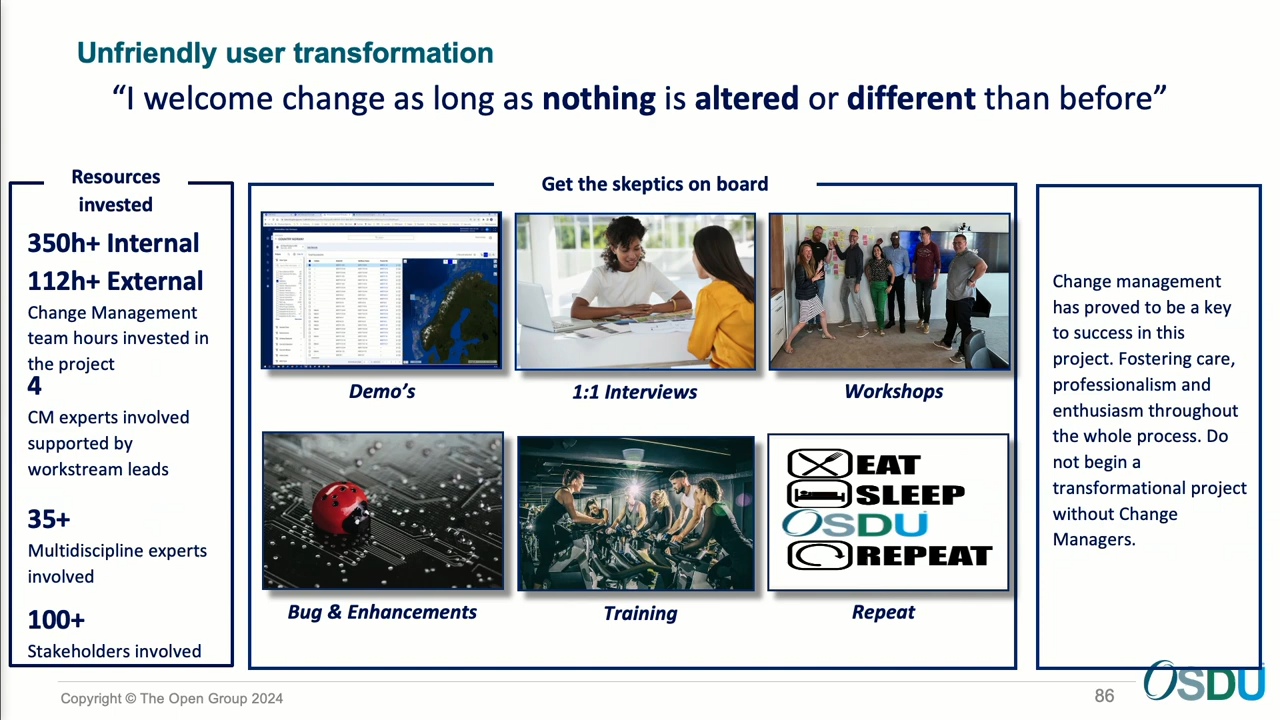 Unfriendly user transformation
“I welcome change as long as nothing is altered or different than before”
Resources
invested
350h+ Internal
112h+ External
Change Management
team hours invested in
the project
4
CM experts involved
supported by
workstream leads
35+
Multidiscipline experts
involved
100+
Stakeholders involved
Get the skeptics on board
Demo’s
1:1 Interviews
Workshops
Bug & Enhancements
Training
EAT
SLEEP
OSDU
REPEAT
Repeat
Change management
has proved to be a key
to success in this
project. Fostering care,
professionalism and
enthusiasm throughout
the whole process. Do
not begin a
transformational project
without Change
Managers.
Copyright © The Open Group 2024
86
OSDU